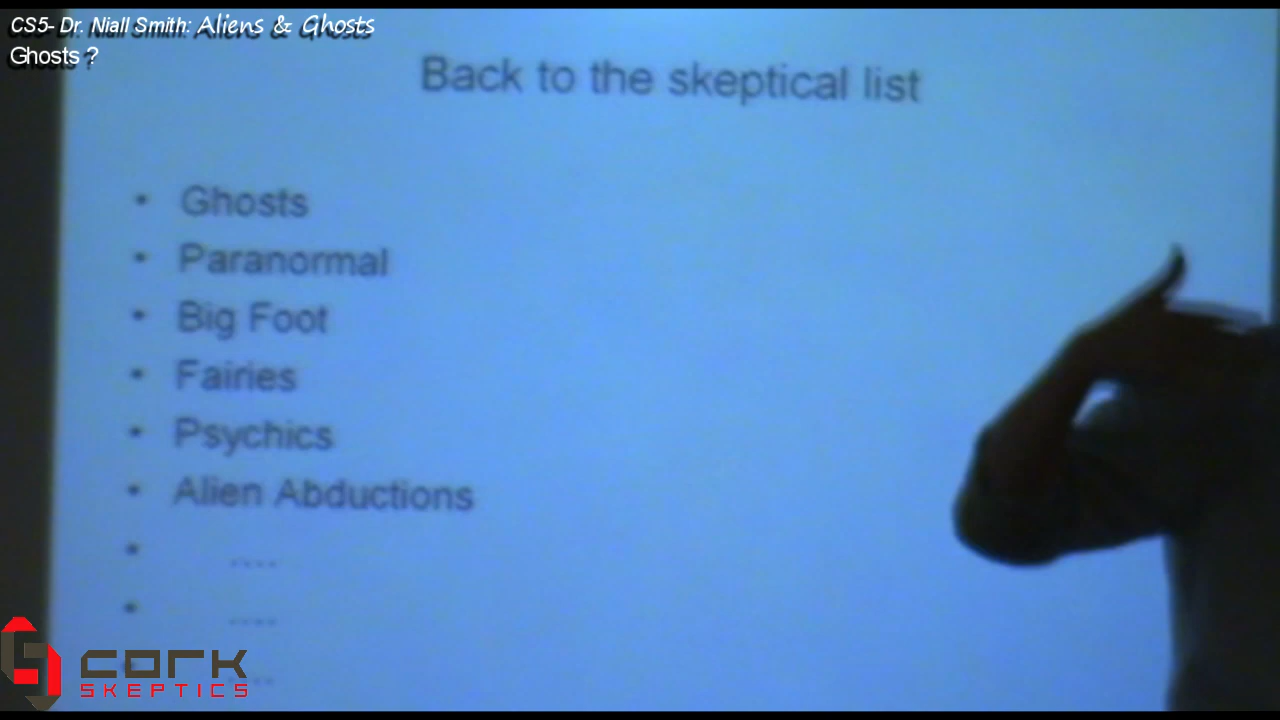 CS5- Dr. Niall Smith: Aliens & Ghosts
Ghosts ?
Back to the skeptical list
• Ghosts
• Paranormal
• Big Foot
• Fairies
• Psychics
• Alien Abductions
• ....
• ....
• ....
CORK
SKEPTICS